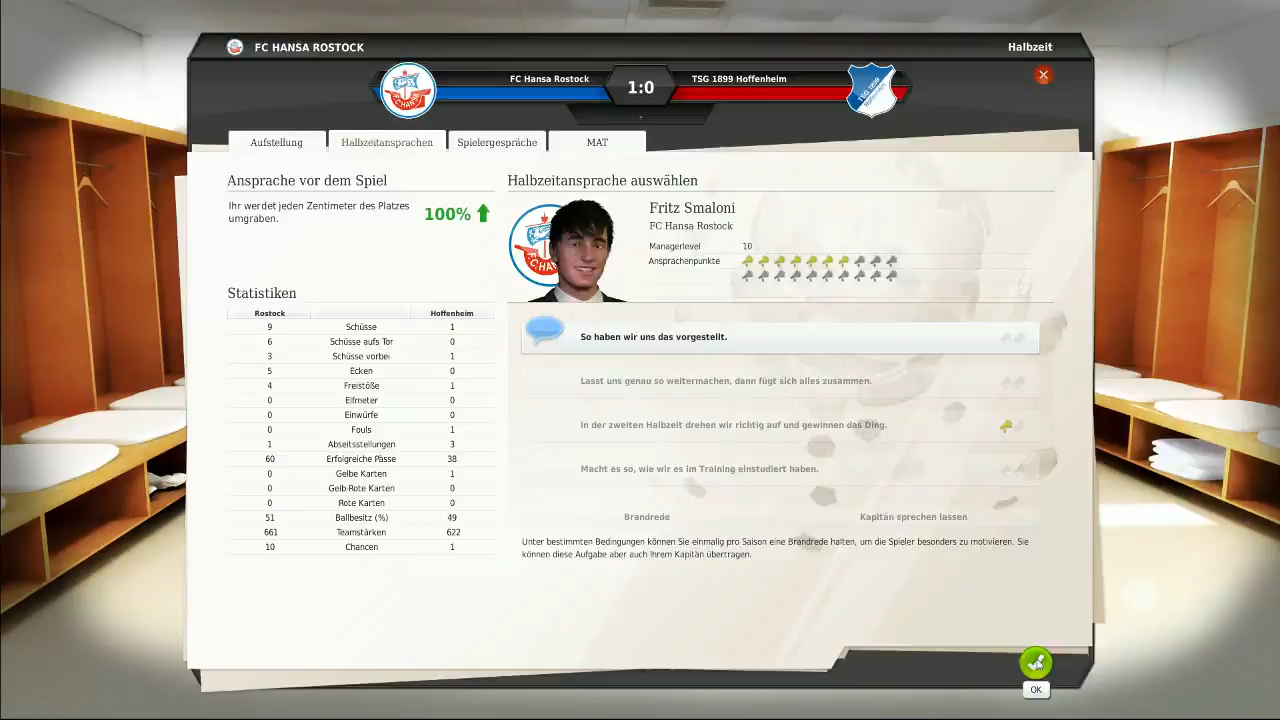 FC HANSA ROSTOCK
Halbzeit
FC Hansa Rostock
1:0
TSG 1899 Hoffenheim
Aufstellung
Halbzeitansprachen
Spielergespräche
MAT
Ansprache vor dem Spiel
Ihr werdet jeden Zentimeter des Platzes
umgraben.
100%
Statistiken
Rostock Hoffenheim
9 Schüsse 1
6 Schüsse aufs Tor 0
3 Schüsse vorbei 1
5 Ecken 0
4 Freistöße 1
0 Elfmeter 0
0 Einwürfe 0
0 Fouls 1
1 Abseitsstellungen 3
60 Erfolgreiche Pässe 38
0 Gelbe Karten 1
0 Gelb-Rote Karten 0
0 Rote Karten 0
51 Ballbesitz (%) 49
661 Teamstärken 622
10 Chancen 1
Halbzeitansprache auswählen
Fritz Smaloni
FC Hansa Rostock
Managerlevel 10
Ansprachenpunkte
So haben wir uns das vorgestellt.
Lasst uns genau so weitermachen, dann fügt sich alles zusammen.
In der zweiten Halbzeit drehen wir richtig auf und gewinnen das Ding.
Macht es so, wie wir es im Training einstudiert haben.
Brandrede
Kapitän sprechen lassen
Unter bestimmten Bedingungen können Sie einmalig pro Saison eine Brandrede halten, um die Spieler besonders zu motivieren. Sie
können diese Aufgabe aber auch Ihrem Kapitän übertragen.
OK